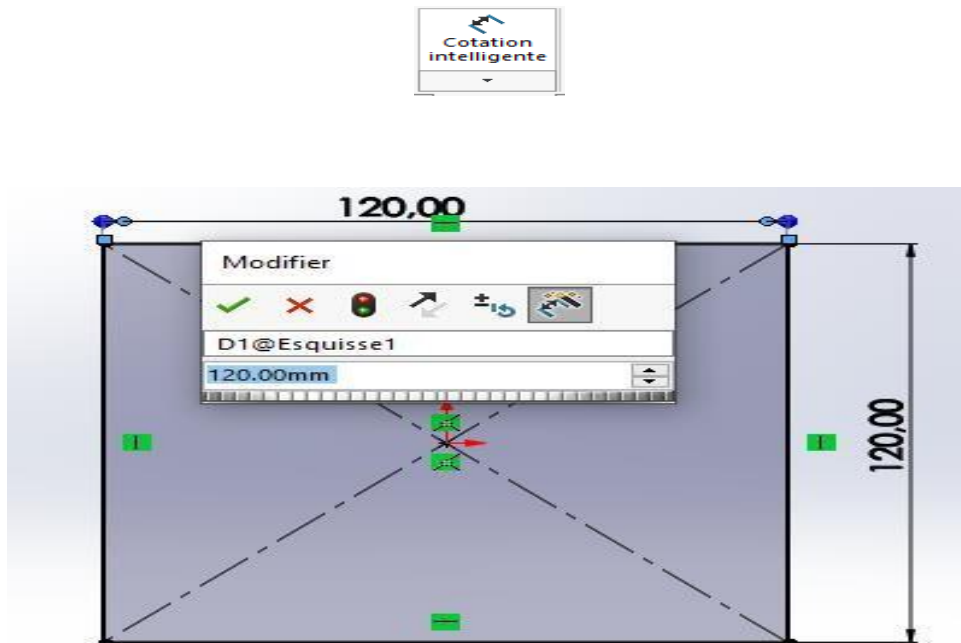 Cotation
intelligente
120,00
Modifier
D1@Esquisse1
120.00mm
120,00